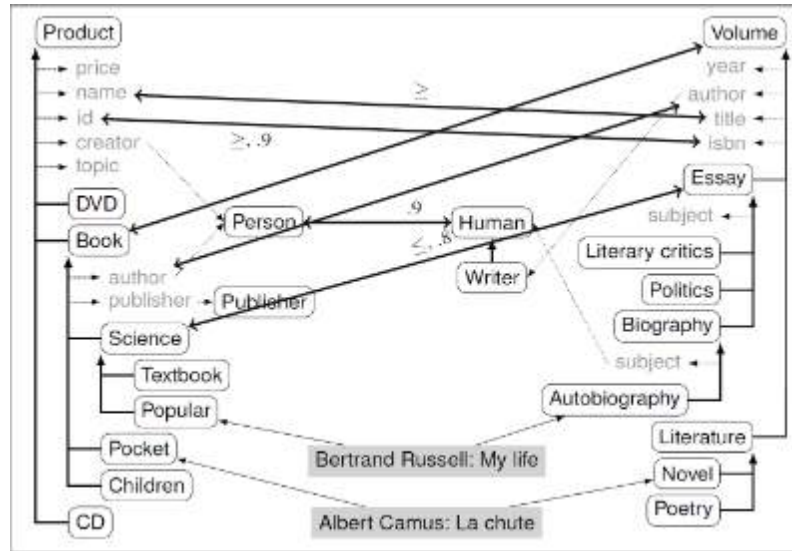 Product
price
name
id
creator
topic
DVD
Book
author
publisher
Publisher
Science
Textbook
Popular
Pocket
Children
CD
≥
≥, .9
Person
.9
Human
≤, .8
Writer
Bertrand Russell: My life
Albert Camus: La chute
Volume
year
author
title
isbn
Essay
subject
Literary critics
Politics
Biography
subject
Autobiography
Literature
Novel
Poetry